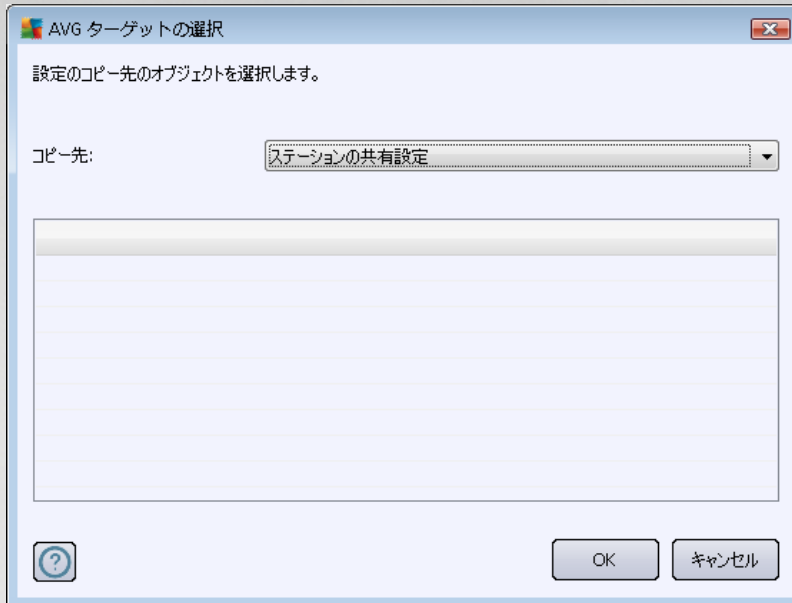 AVG ターゲットの選択
設定のコピー先のオブジェクトを選択します。
コピー先:
ステーションの共有設定
?
OK
キャンセル